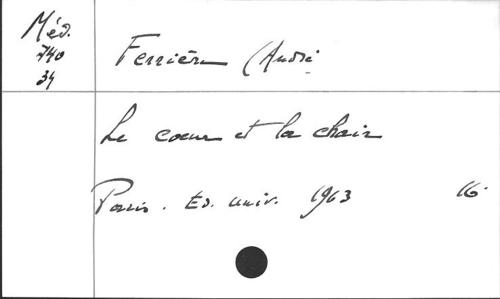 Méd.
740
34
Ferrière (André
Le coeur et la chair
Paris. Ed. univ. 1963 16°